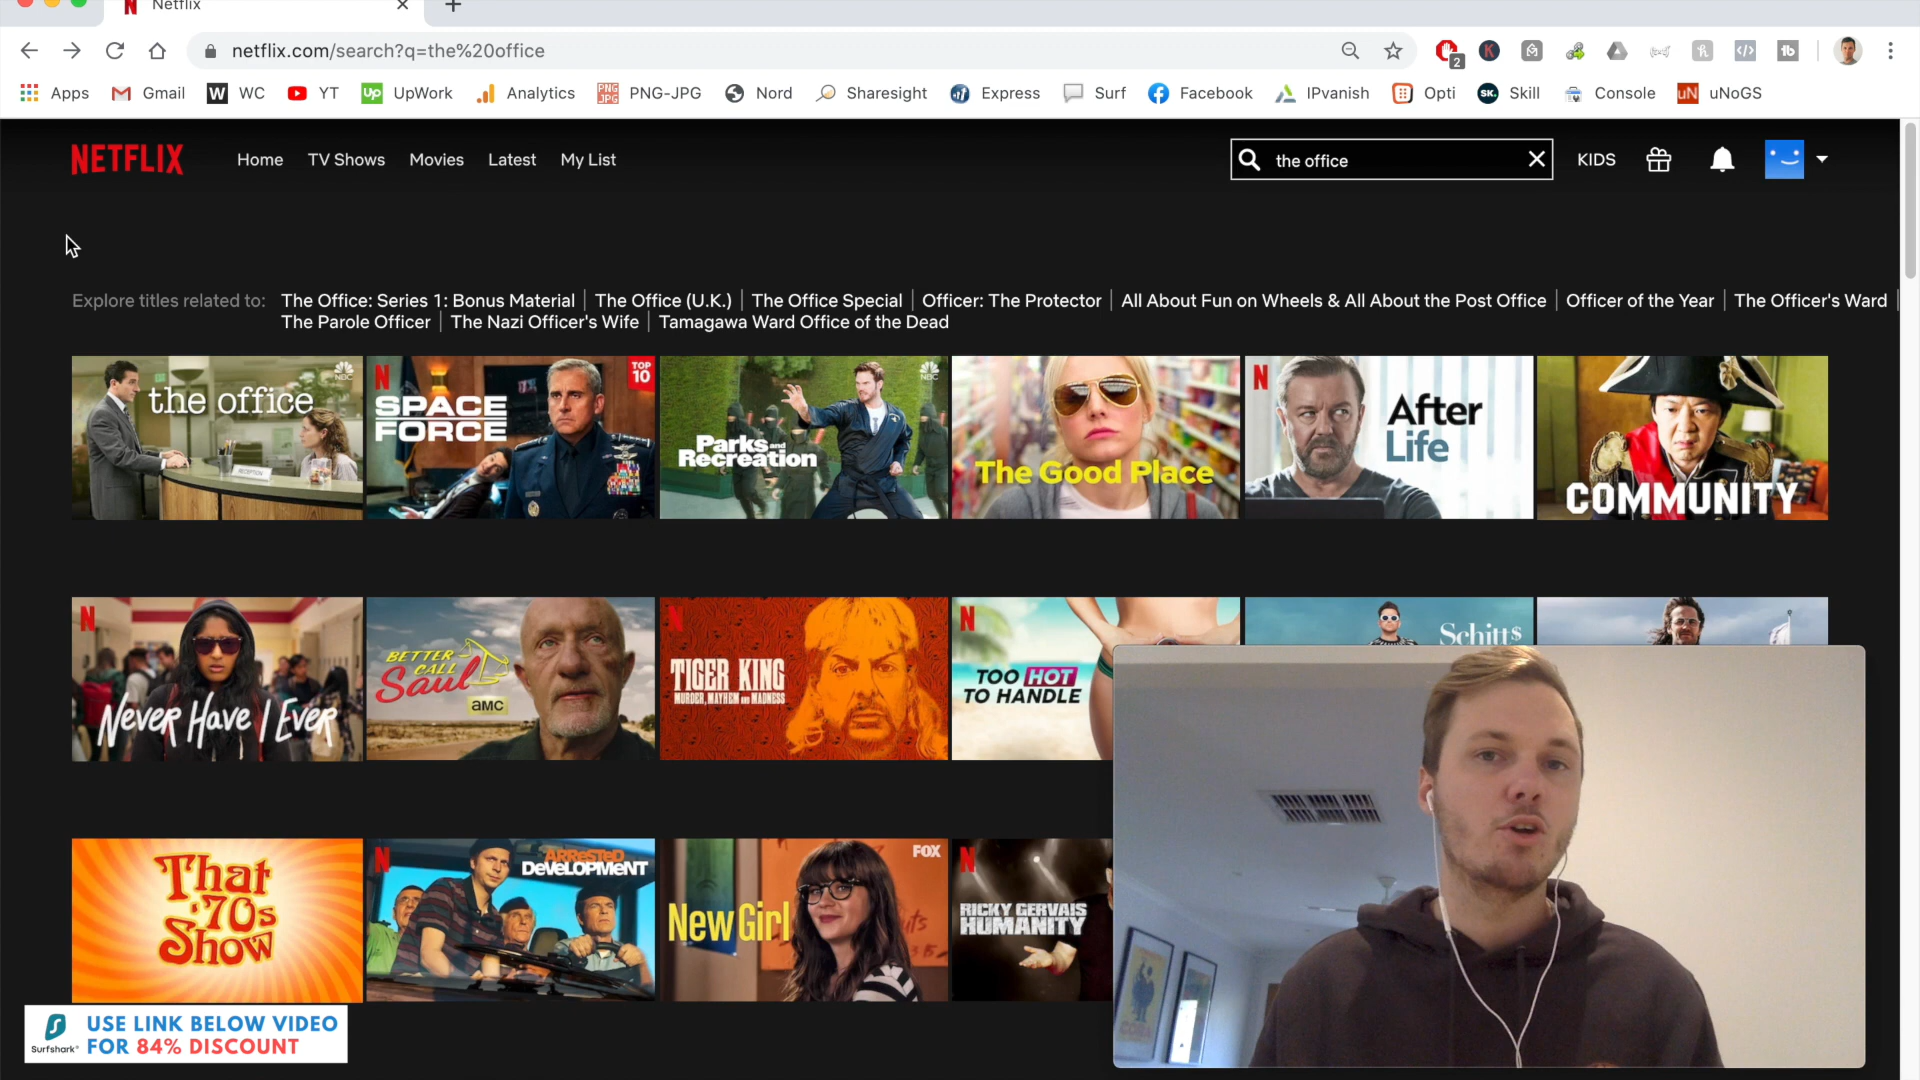 Netflix
netflix.com/search?q=the%20office
2
Apps Gmail WC YT UpWork Analytics PNG-JPG Nord Sharesight Express Surf Facebook IPvanish Opti Skill Console uNoGS
NETFLIX Home TV Shows Movies Latest My List the office KIDS
Explore titles related to: The Office: Series 1: Bonus Material | The Office (U.K.) | The Office Special | Officer: The Protector | All About Fun on Wheels & All About the Post Office | Officer of the Year | The Officer's Ward |
The Parole Officer | The Nazi Officer's Wife | Tamagawa Ward Office of the Dead
the office
NBC
RECEPTION
N
SPACE
FORCE
TOP
10
Parks and
Recreation
NBC
The Good Place
N
After
Life
COMMUNITY
N
Never Have I Ever
BETTER
CALL
Saul
amc
N
TIGER KING
MURDER, MAYHEM AND MADNESS
N
TOO HOT
TO HANDLE
Schitt$
That
'70s
Show
N
ARReSTeD
DeVELOPMeNT
New Girl
FOX
N
RICKY GERVAIS
HUMANITY
Surfshark
USE LINK BELOW VIDEO
FOR 84% DISCOUNT